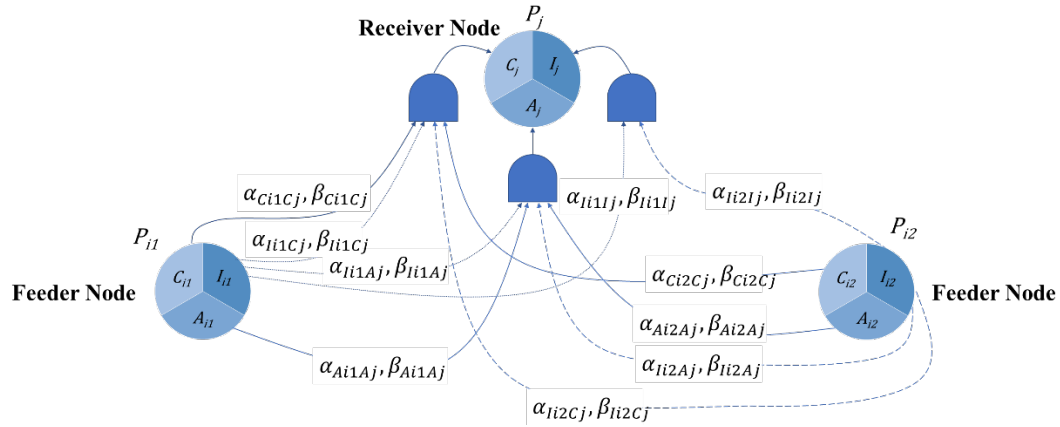 P_j
Receiver Node
C_j I_j
A_j
α_{Ci1Cj}, β_{Ci1Cj}
α_{Ii1Ij}, β_{Ii1Ij}
α_{Ii2Ij}, β_{Ii2Ij}
P_{i1}
α_{Ii1Cj}, β_{Ii1Cj}
P_{i2}
α_{Ii1Aj}, β_{Ii1Aj}
C_{i1} I_{i1}
α_{Ci2Cj}, β_{Ci2Cj}
C_{i2} I_{i2}
Feeder Node
Feeder Node
A_{i1}
A_{i2}
α_{Ai2Aj}, β_{Ai2Aj}
α_{Ai1Aj}, β_{Ai1Aj}
α_{Ii2Aj}, β_{Ii2Aj}
α_{Ii2Cj}, β_{Ii2Cj}